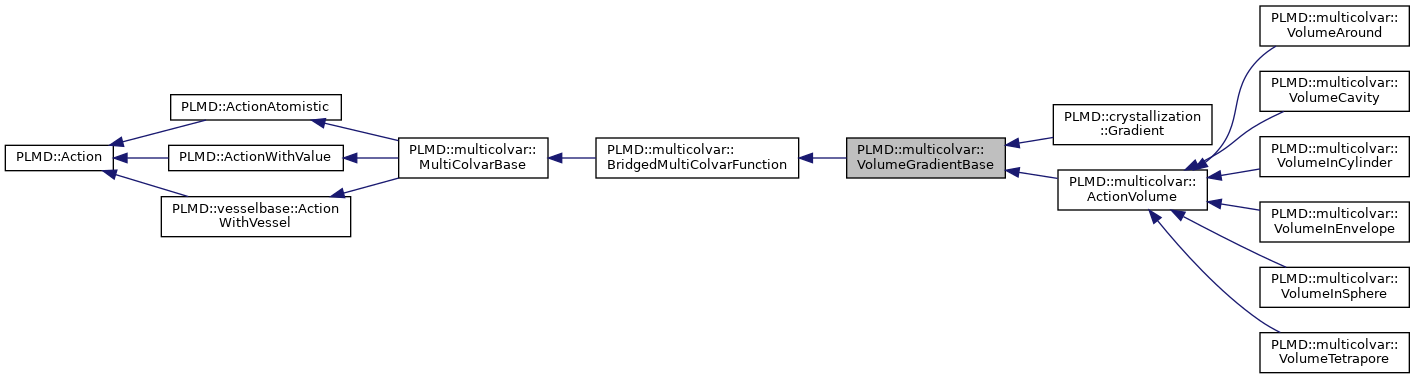 PLMD::Action
PLMD::ActionAtomistic
PLMD::ActionWithValue
PLMD::vesselbase::Action
WithVessel
PLMD::multicolvar::
MultiColvarBase
PLMD::multicolvar::
BridgedMultiColvarFunction
PLMD::multicolvar::
VolumeGradientBase
PLMD::crystallization
::Gradient
PLMD::multicolvar::
ActionVolume
PLMD::multicolvar::
VolumeAround
PLMD::multicolvar::
VolumeCavity
PLMD::multicolvar::
VolumeInCylinder
PLMD::multicolvar::
VolumeInEnvelope
PLMD::multicolvar::
VolumeInSphere
PLMD::multicolvar::
VolumeTetrapore